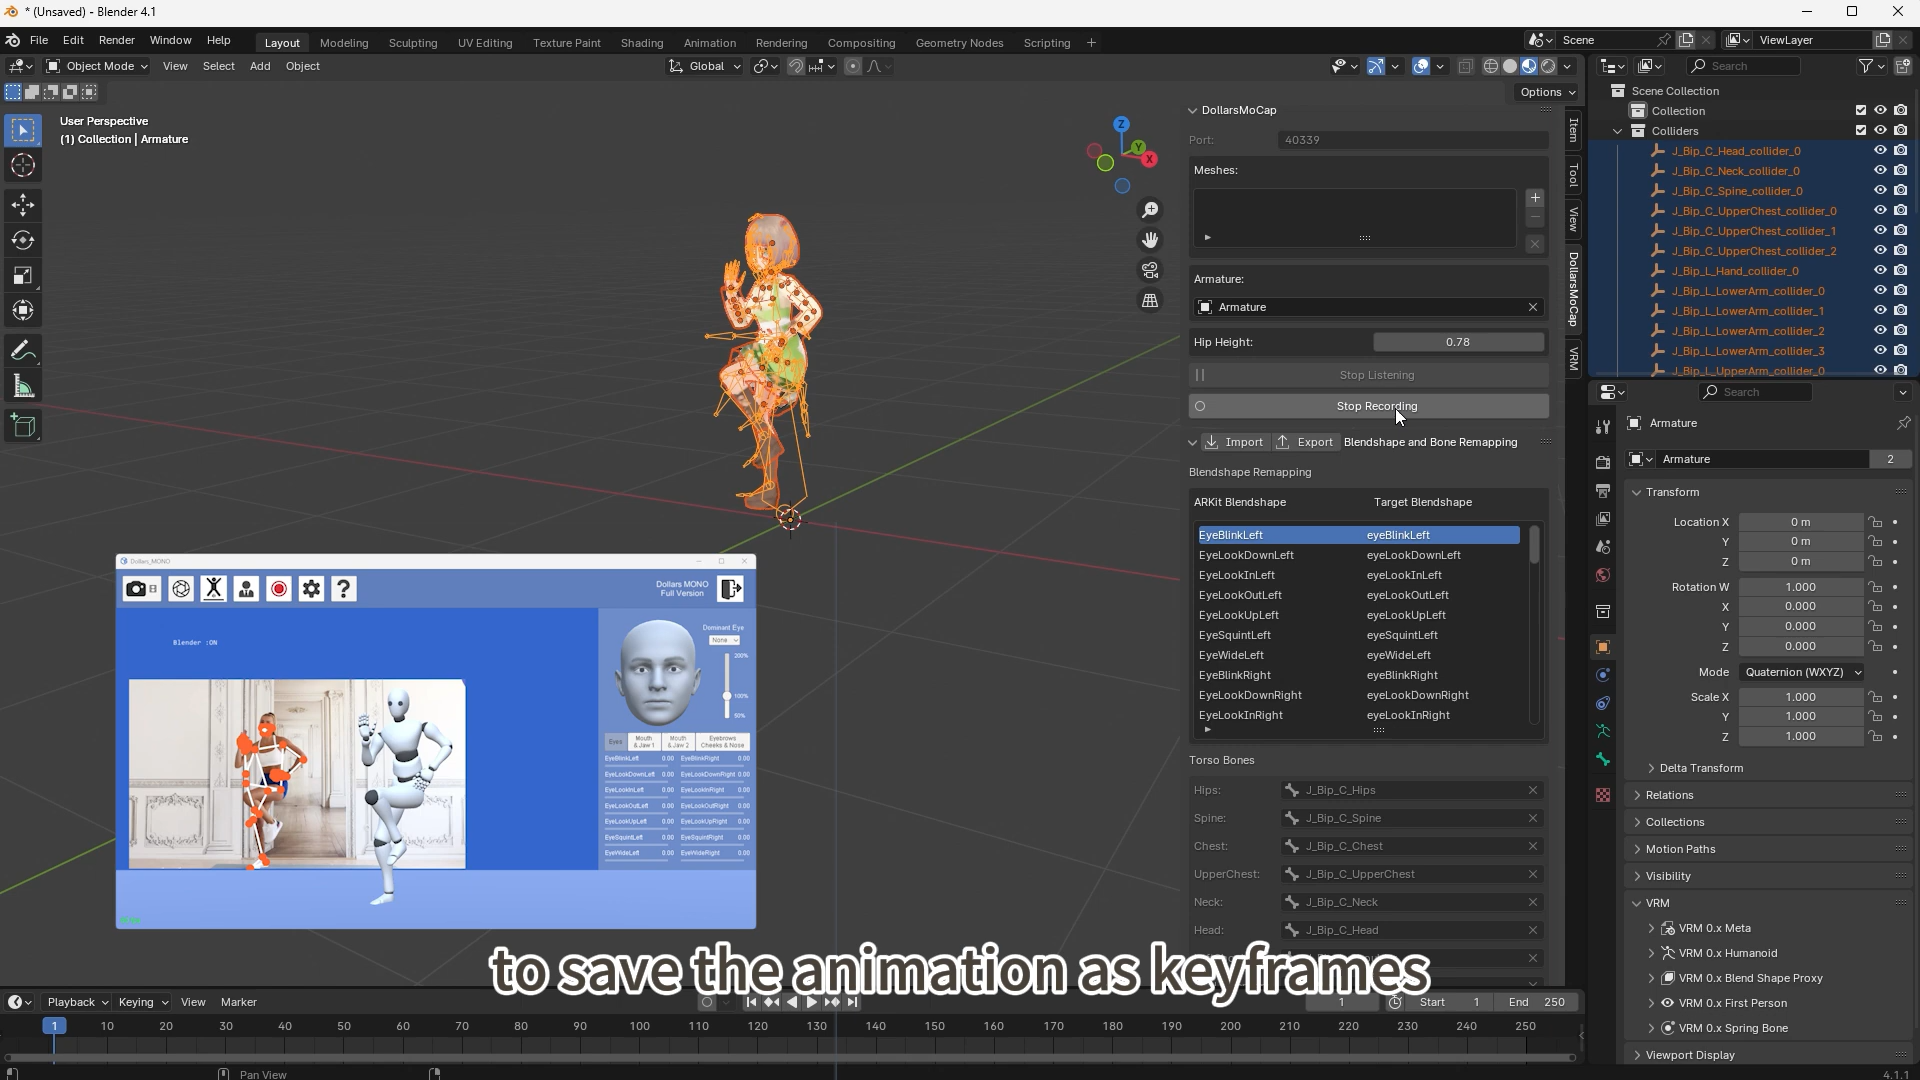 * (Unsaved) - Blender 4.1
File Edit Render Window Help
Layout Modeling Sculpting UV Editing Texture Paint Shading Animation Rendering Compositing Geometry Nodes Scripting +
Scene
ViewLayer
Object Mode View Select Add Object
Global
Search
Options
User Perspective
(1) Collection | Armature
Z
Y
X
DollarsMoCap
Port: 40339
Meshes:
Armature:
Armature
Hip Height: 0.78
Stop Listening
Stop Recording
Import Export Blendshape and Bone Remapping
Blendshape Remapping
ARKit Blendshape Target Blendshape
EyeBlinkLeft eyeBlinkLeft
EyeLookDownLeft eyeLookDownLeft
EyeLookInLeft eyeLookInLeft
EyeLookOutLeft eyeLookOutLeft
EyeLookUpLeft eyeLookUpLeft
EyeSquintLeft eyeSquintLeft
EyeWideLeft eyeWideLeft
EyeBlinkRight eyeBlinkRight
EyeLookDownRight eyeLookDownRight
EyeLookInRight eyeLookInRight
Torso Bones
Hips: J_Bip_C_Hips
Spine: J_Bip_C_Spine
Chest: J_Bip_C_Chest
UpperChest: J_Bip_C_UpperChest
Neck: J_Bip_C_Neck
Head: J_Bip_C_Head
Item
Tool
View
DollarsMoCap
VRM
Scene Collection
Collection
Colliders
J_Bip_C_Head_collider_0
J_Bip_C_Neck_collider_0
J_Bip_C_Spine_collider_0
J_Bip_C_UpperChest_collider_0
J_Bip_C_UpperChest_collider_1
J_Bip_C_UpperChest_collider_2
J_Bip_L_Hand_collider_0
J_Bip_L_LowerArm_collider_0
J_Bip_L_LowerArm_collider_1
J_Bip_L_LowerArm_collider_2
J_Bip_L_LowerArm_collider_3
J_Bip_L_UpperArm_collider_0
Search
Armature
Armature 2
Transform
Location X 0 m
Y 0 m
Z 0 m
Rotation W 1.000
X 0.000
Y 0.000
Z 0.000
Mode Quaternion (WXYZ)
Scale X 1.000
Y 1.000
Z 1.000
Delta Transform
Relations
Collections
Motion Paths
Visibility
VRM
VRM 0.x Meta
VRM 0.x Humanoid
VRM 0.x Blend Shape Proxy
VRM 0.x First Person
VRM 0.x Spring Bone
Viewport Display
Dollars_MONO
Dollars MONO
Full Version
Blender :ON
Dominant Eye
None
200%
100%
50%
Eyes Mouth & Jaw 1 Mouth & Jaw 2 Eyebrows Cheeks & Nose
EyeBlinkLeft 0.00 EyeBlinkRight 0.00
EyeLookDownLeft 0.00 EyeLookDownRight 0.00
EyeLookInLeft 0.00 EyeLookInRight 0.00
EyeLookOutLeft 0.00 EyeLookOutRight 0.00
EyeLookUpLeft 0.00 EyeLookUpRight 0.00
EyeSquintLeft 0.00 EyeSquintRight 0.00
EyeWideLeft 0.00 EyeWideRight 0.00
to save the animation as keyframes
Playback Keying View Marker
1 Start 1 End 250
1 10 20 30 40 50 60 70 80 90 100 110 120 130 140 150 160 170 180 190 200 210 220 230 240 250
Pan View
4.1.1